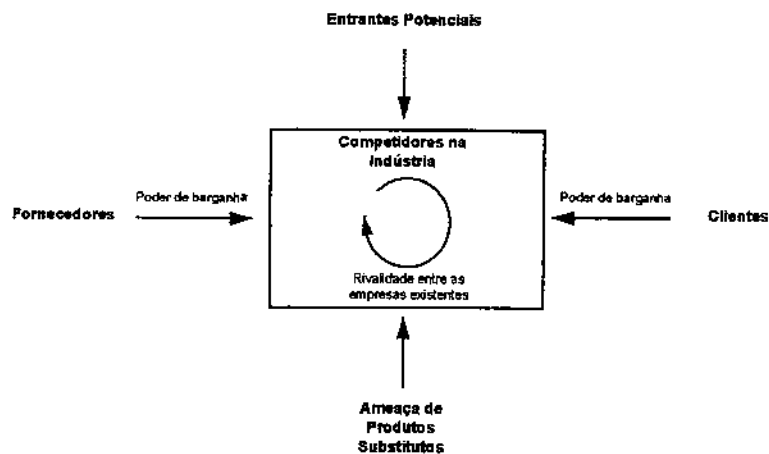 Entrantes Potenciais
Competidores na
Indústria
Poder de barganha
Poder de barganha
Fornecedores
Clientes
Rivalidade entre as
empresas existentes
Ameaça de
Produtos
Substitutos